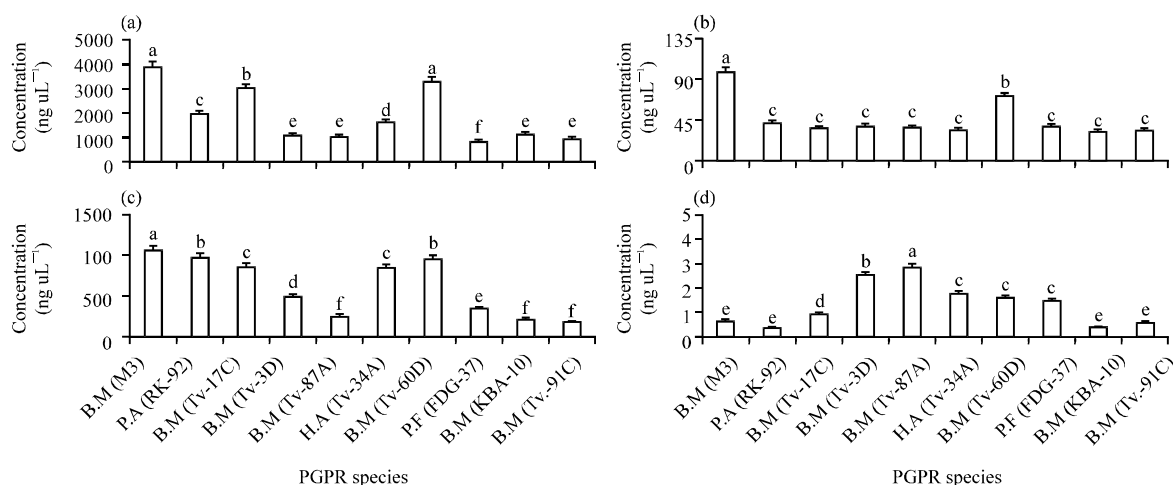 (a)
Concentration
(ng uL⁻¹)
5000
4000
3000
2000
1000
0
a
c
b
e
e
d
a
f
e
e
(b)
Concentration
(ng uL⁻¹)
135
90
45
0
a
c
c
c
c
c
b
c
c
c
(c)
Concentration
(ng uL⁻¹)
1500
100
500
0
a
b
c
d
f
c
b
e
f
f
(d)
Concentration
(ng uL⁻¹)
5
4
3
2
1
0
e
e
d
b
a
c
c
c
e
e
B.M (M3)
P.A (RK-92)
B.M (Tv-17C)
B.M (Tv-3D)
B.M (Tv-87A)
H.A (Tv-34A)
B.M (Tv-60D)
P.F (FDG-37)
B.M (KBA-10)
B.M (Tv-91C)
PGPR species
B.M (M3)
P.A (RK-92)
B.M (Tv-17C)
B.M (Tv-3D)
B.M (Tv-87A)
H.A (Tv-34A)
B.M (Tv-60D)
P.F (FDG-37)
B.M (KBA-10)
B.M (Tv-91C)
PGPR species